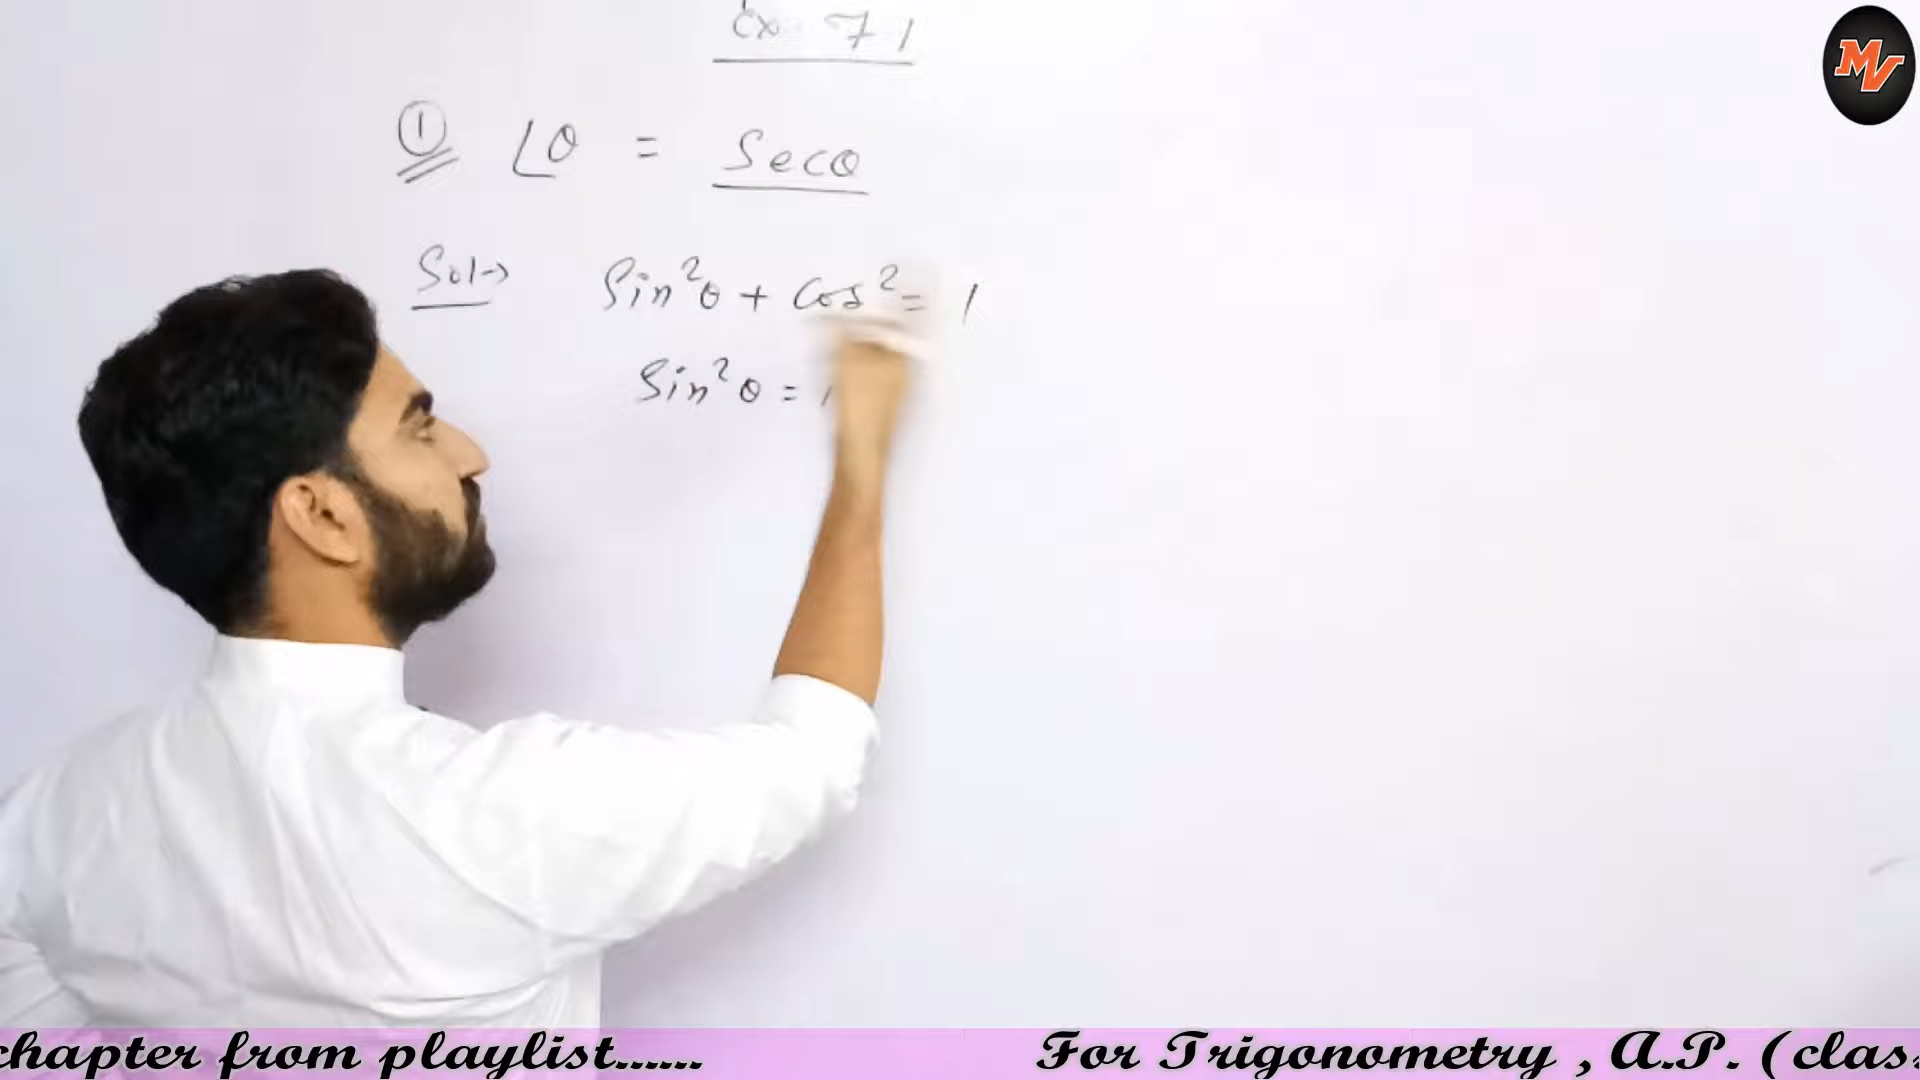 Ex. 7.1
MV
① ∠θ = Secθ
Sol→ Sin²θ + Cos² = 1
Sin²θ = 1
chapter from playlist...... For Trigonometry , A.P. (clas